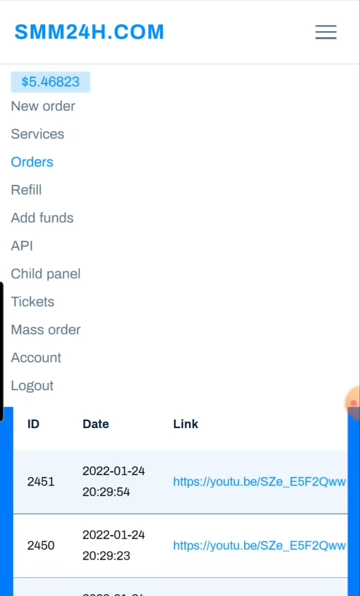 SMM24H.COM
$5.46823
New order
Services
Orders
Refill
Add funds
API
Child panel
Tickets
Mass order
Account
Logout
ID Date Link
2451 2022-01-24 20:29:54 https://youtu.be/SZe_E5F2Qww
2450 2022-01-24 20:29:23 https://youtu.be/SZe_E5F2Qww